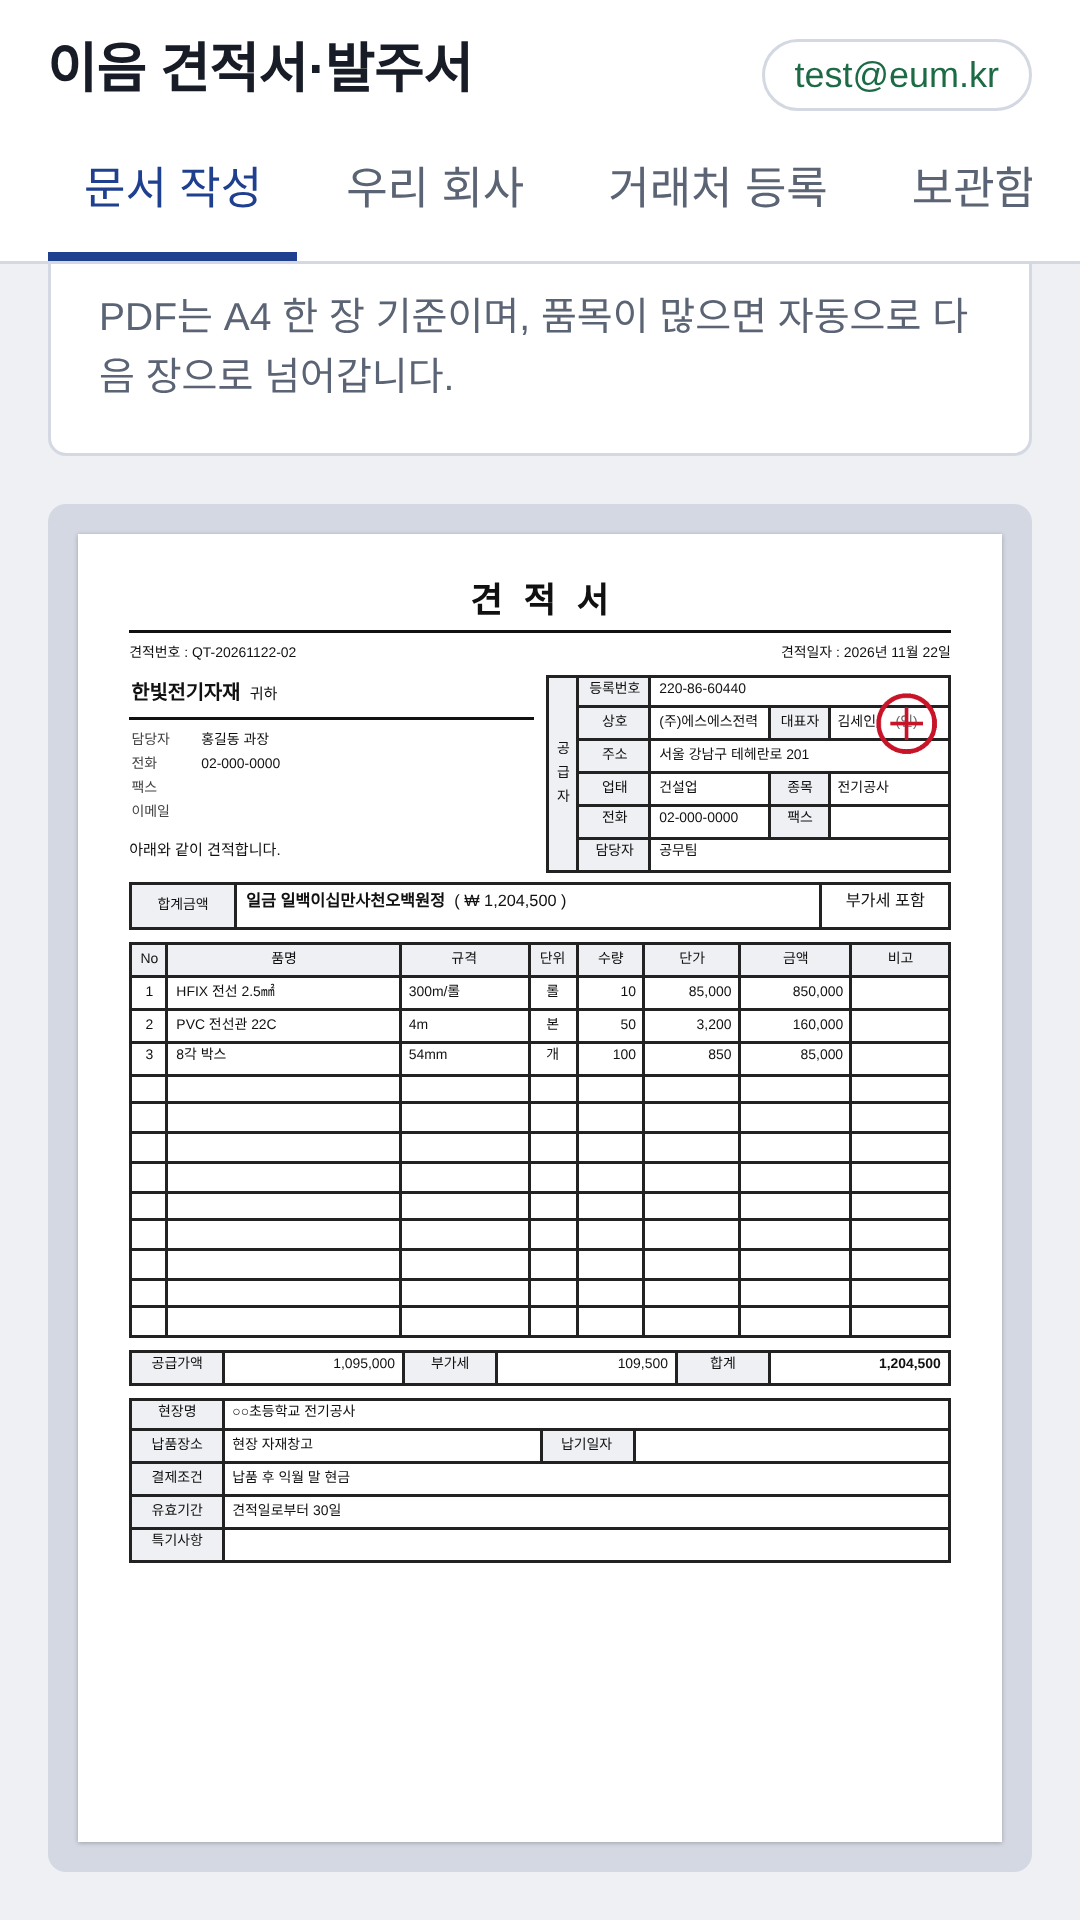 이음 견적서·발주서
test@eum.kr
문서 작성 우리 회사 거래처 등록 보관함
PDF는 A4 한 장 기준이며, 품목이 많으면 자동으로 다
음 장으로 넘어갑니다.
견 적 서
견적번호 : QT-20261122-02 견적일자 : 2026년 11월 22일
한빛전기자재 귀하
담당자 홍길동 과장
전화 02-000-0000
팩스
이메일
아래와 같이 견적합니다.
공급자
등록번호 220-86-60440
상호 (주)에스에스전력 대표자 김세인 (인)
주소 서울 강남구 테헤란로 201
업태 건설업 종목 전기공사
전화 02-000-0000 팩스
담당자 공무팀
합계금액 일금 일백이십만사천오백원정 ( ₩ 1,204,500 ) 부가세 포함
No 품명 규격 단위 수량 단가 금액 비고
1 HFIX 전선 2.5㎟ 300m/롤 롤 10 85,000 850,000
2 PVC 전선관 22C 4m 본 50 3,200 160,000
3 8각 박스 54mm 개 100 850 85,000
공급가액 1,095,000 부가세 109,500 합계 1,204,500
현장명 ○○초등학교 전기공사
납품장소 현장 자재창고 납기일자
결제조건 납품 후 익월 말 현금
유효기간 견적일로부터 30일
특기사항